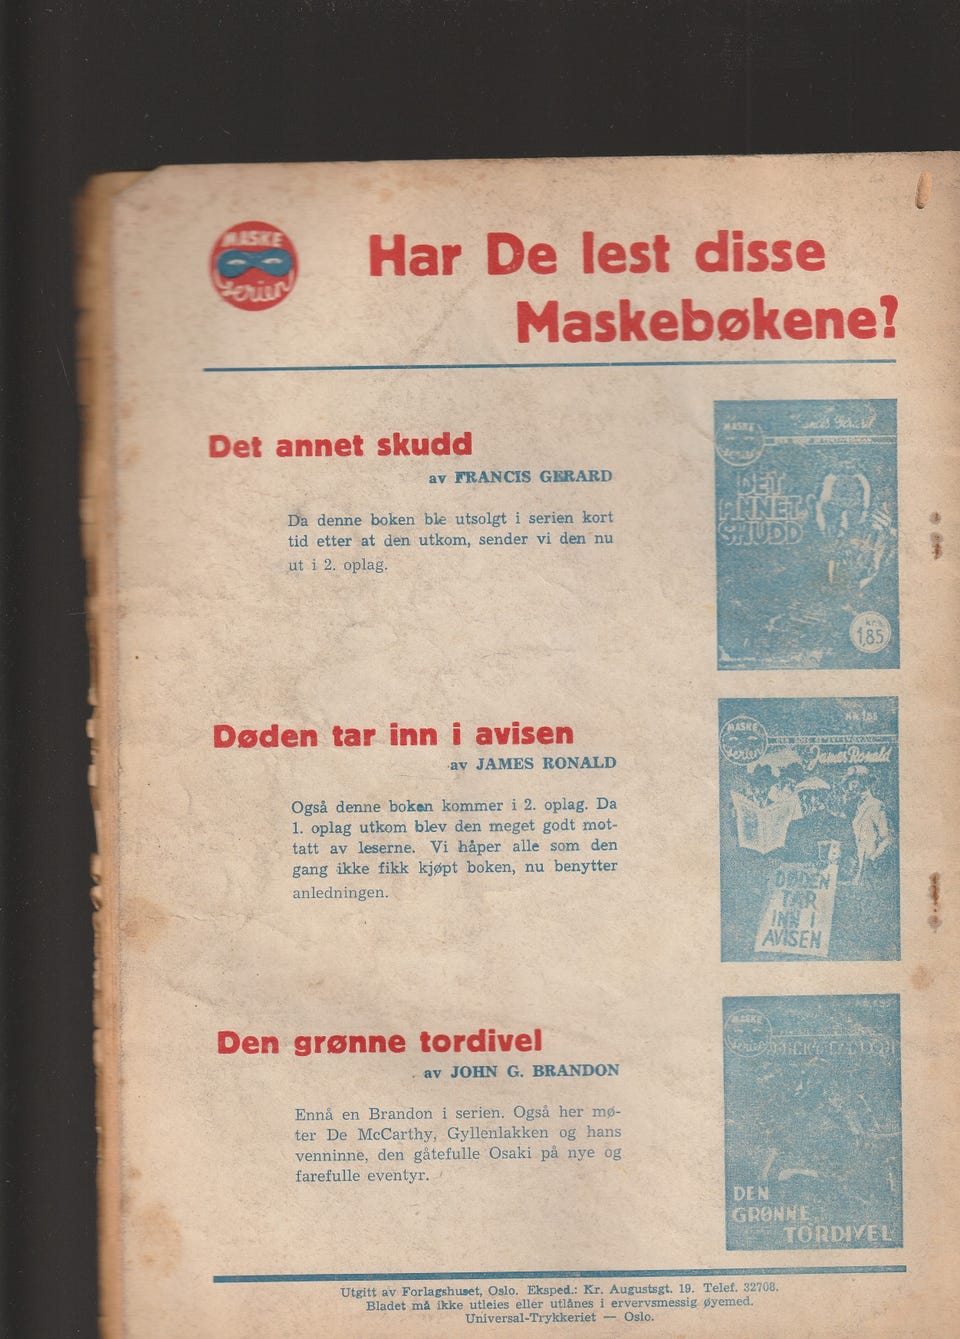 MASKE
serien
Har De lest disse
Maskebøkene?
Det annet skudd
av FRANCIS GERARD
Da denne boken ble utsolgt i serien kort
tid etter at den utkom, sender vi den nu
ut i 2. oplag.
MASKE
serien
Gerard
DET
ANNET
SKUDD
kr.
1.85
Døden tar inn i avisen
av JAMES RONALD
Også denne boken kommer i 2. oplag. Da
1. oplag utkom blev den meget godt mot-
tatt av leserne. Vi håper alle som den
gang ikke fikk kjøpt boken, nu benytter
anledningen.
KR. 1.85
MASKE
serien
James Ronald
DØDEN
TAR
INN I
AVISEN
Den grønne tordivel
av JOHN G. BRANDON
Ennå en Brandon i serien. Også her mø-
ter De McCarthy, Gyllenlakken og hans
venninne, den gåtefulle Osaki på nye og
farefulle eventyr.
MASKE
serien
DEN
GRØNNE
TORDIVEL
Utgitt av Forlagshuset, Oslo. Eksped.: Kr. Augustsgt. 19. Telef. 32708.
Bladet må ikke utleies eller utlånes i ervervsmessig øyemed.
Universal-Trykkeriet — Oslo.